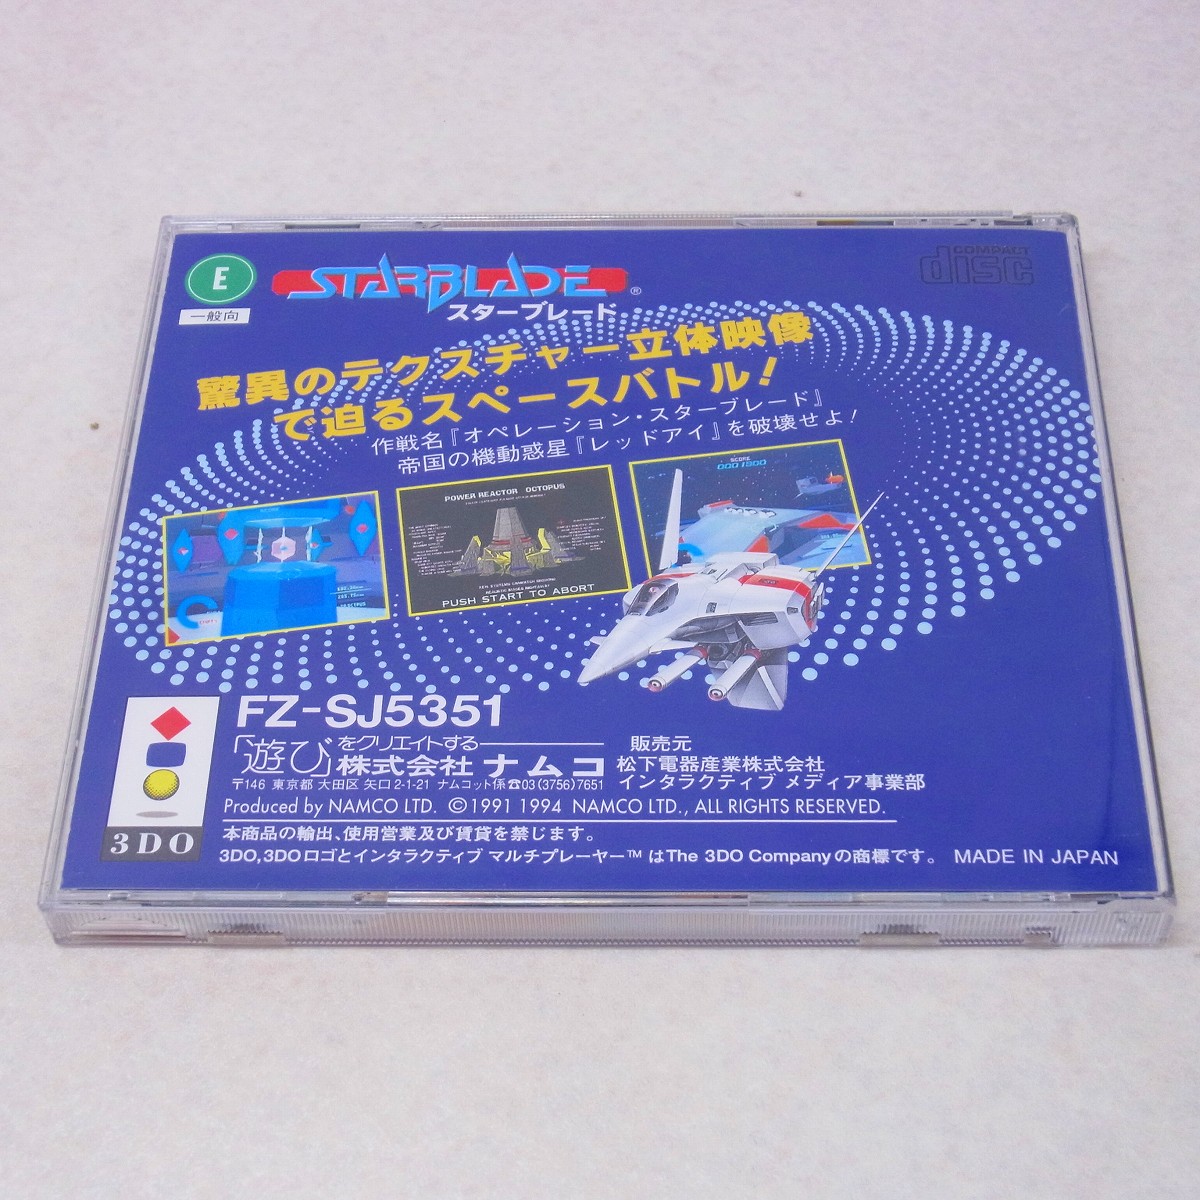 E
一般向
STARBLADE®
スターブレード
COMPACT
disc
驚異のテクスチャー立体映像
で迫るスペースバトル!
作戦名『オペレーション・スターブレード』
帝国の機動惑星『レッドアイ』を破壊せよ!
POWER REACTOR OCTOPUS
PUSH START TO ABORT
SCORE
0001900
FZ-SJ5351
「遊び」をクリエイトする
株式会社 ナムコ
〒146 東京都 大田区 矢口2-1-21 ナムコット係☎03(3756)7651
販売元
松下電器産業株式会社
インタラクティブ メディア事業部
Produced by NAMCO LTD. ©1991 1994 NAMCO LTD., ALL RIGHTS RESERVED.
本商品の輸出、使用営業及び賃貸を禁じます。
3DO,3DOロゴとインタラクティブ マルチプレーヤー™はThe 3DO Companyの商標です。 MADE IN JAPAN
3DO